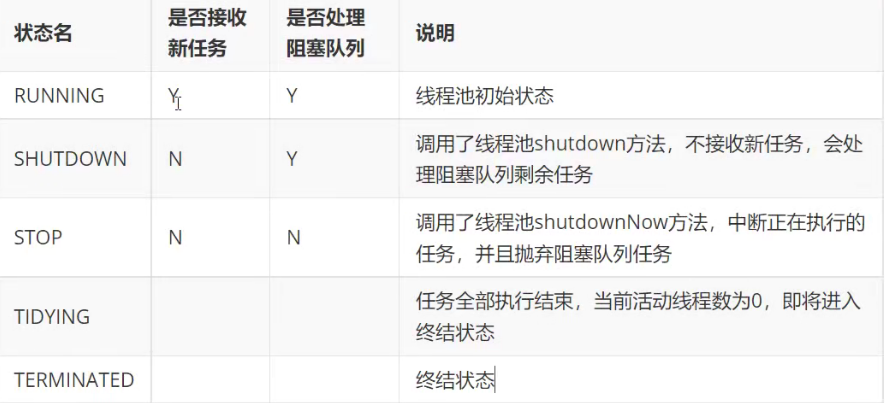 状态名
是否接收
新任务
是否处理
阻塞队列
说明
RUNNING
Y
Y
线程池初始状态
SHUTDOWN
N
Y
调用了线程池shutdown方法，不接收新任务，会处
理阻塞队列剩余任务
STOP
N
N
调用了线程池shutdownNow方法，中断正在执行的
任务，并且抛弃阻塞队列任务
TIDYING
任务全部执行结束，当前活动线程数为0，即将进入
终结状态
TERMINATED
终结状态